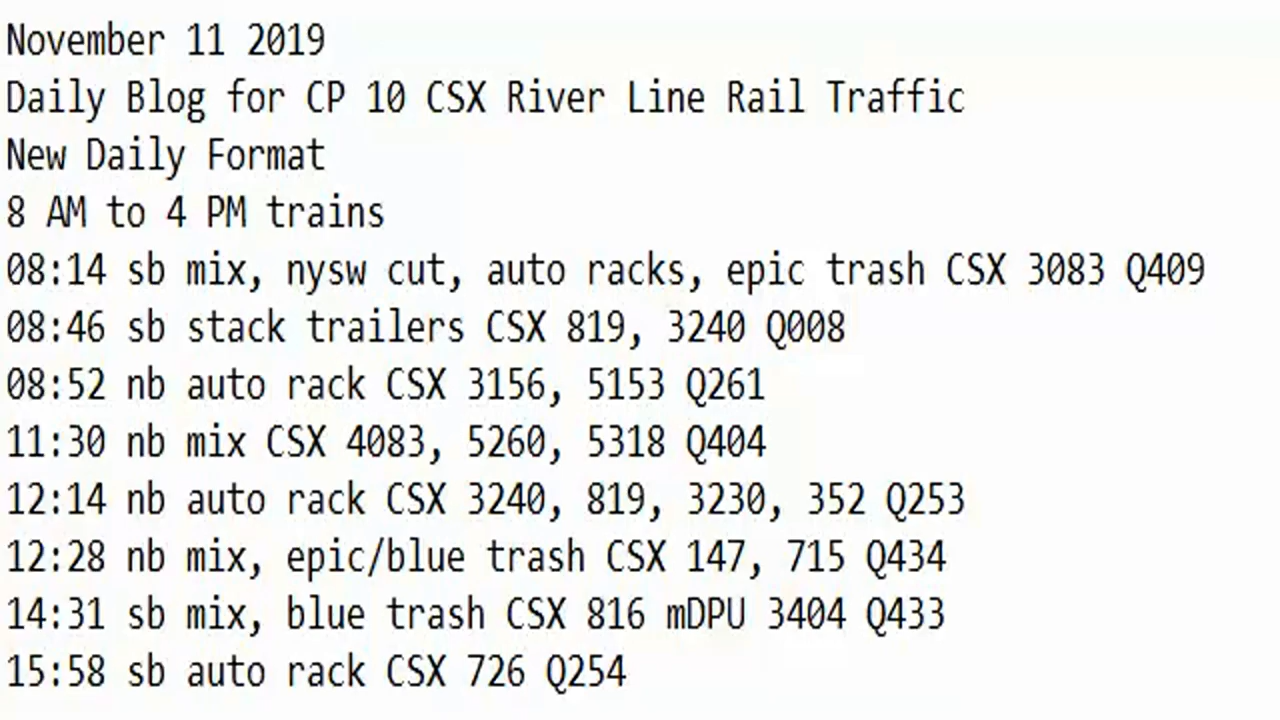 November 11 2019
Daily Blog for CP 10 CSX River Line Rail Traffic
New Daily Format
8 AM to 4 PM trains
08:14 sb mix, nysw cut, auto racks, epic trash CSX 3083 Q409
08:46 sb stack trailers CSX 819, 3240 Q008
08:52 nb auto rack CSX 3156, 5153 Q261
11:30 nb mix CSX 4083, 5260, 5318 Q404
12:14 nb auto rack CSX 3240, 819, 3230, 352 Q253
12:28 nb mix, epic/blue trash CSX 147, 715 Q434
14:31 sb mix, blue trash CSX 816 mDPU 3404 Q433
15:58 sb auto rack CSX 726 Q254